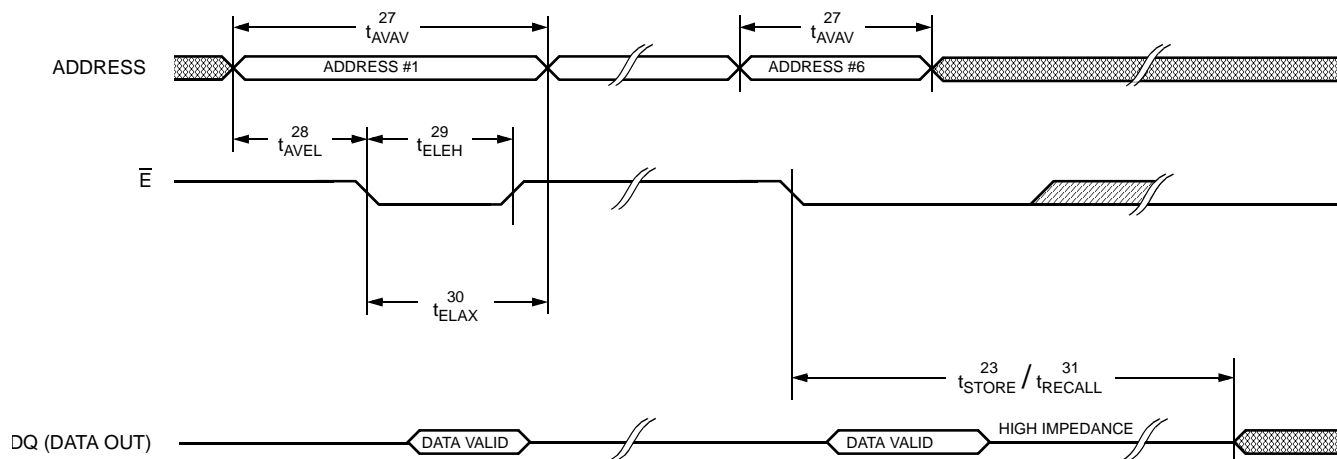 27
tAVAV
27
tAVAV
ADDRESS
ADDRESS #1
ADDRESS #6
28
tAVEL
29
tELEH
E
30
tELAX
23
tSTORE
/
31
tRECALL
DQ (DATA OUT)
DATA VALID
DATA VALID
HIGH IMPEDANCE